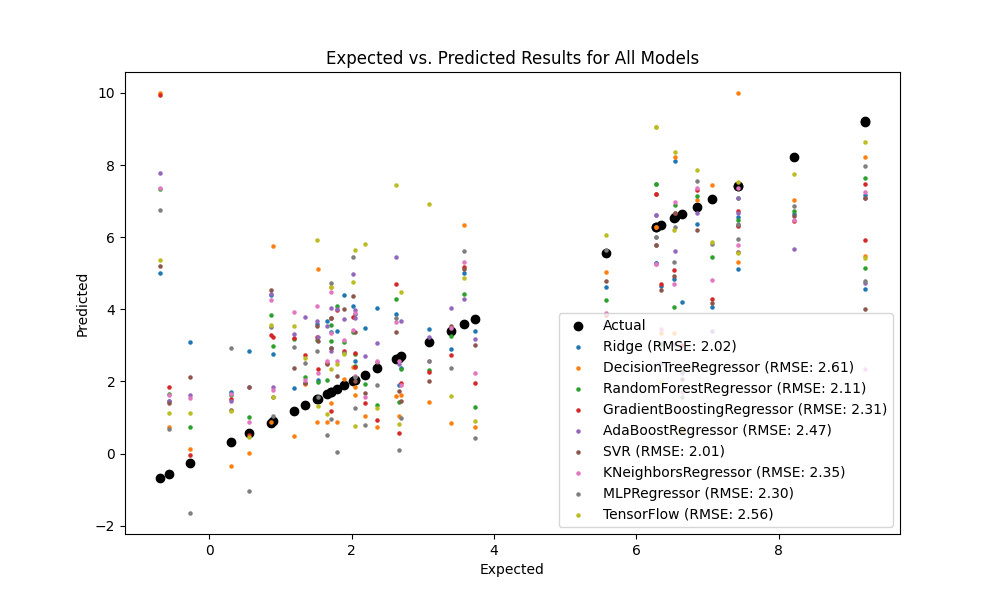 Expected vs. Predicted Results for All Models
Predicted
10
8
6
4
2
0
−2
Actual
Ridge (RMSE: 2.02)
DecisionTreeRegressor (RMSE: 2.61)
RandomForestRegressor (RMSE: 2.11)
GradientBoostingRegressor (RMSE: 2.31)
AdaBoostRegressor (RMSE: 2.47)
SVR (RMSE: 2.01)
KNeighborsRegressor (RMSE: 2.35)
MLPRegressor (RMSE: 2.30)
TensorFlow (RMSE: 2.56)
0 2 4 6 8
Expected